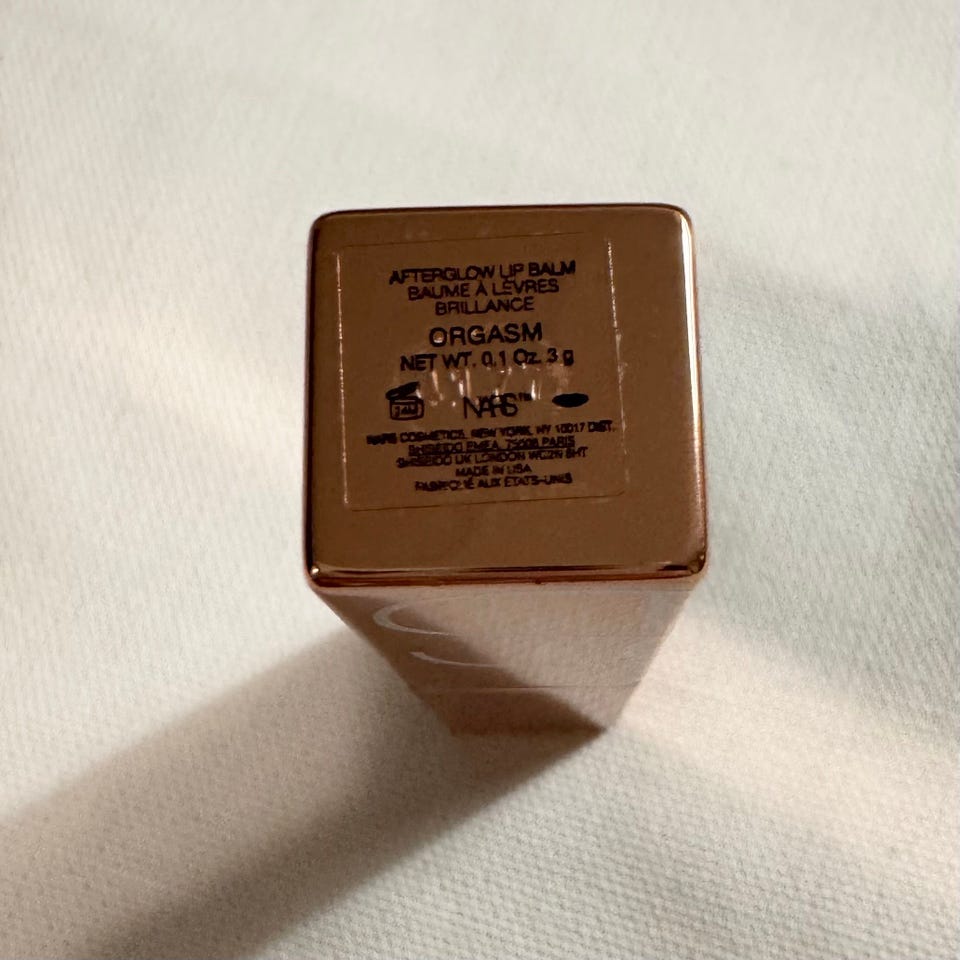 AFTERGLOW LIP BALM
BAUME À LÈVRES
BRILLANCE
ORGASM
NET WT. 0.1 Oz. 3 g
NARS
NARS COSMETICS, NEW YORK, NY 10017 DIST.
SHISEIDO EMEA, 75008 PARIS
SHISEIDO UK LONDON WC2N 6HT
MADE IN USA
FABRIQUÉ AUX ÉTATS-UNIS